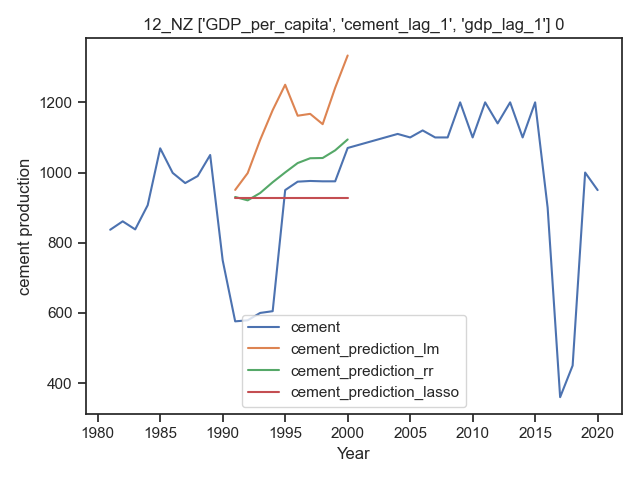 12_NZ ['GDP_per_capita', 'cement_lag_1', 'gdp_lag_1'] 0
cement production
1200
1000
800
600
400
cement
cement_prediction_lm
cement_prediction_rr
cement_prediction_lasso
1980 1985 1990 1995 2000 2005 2010 2015 2020
Year